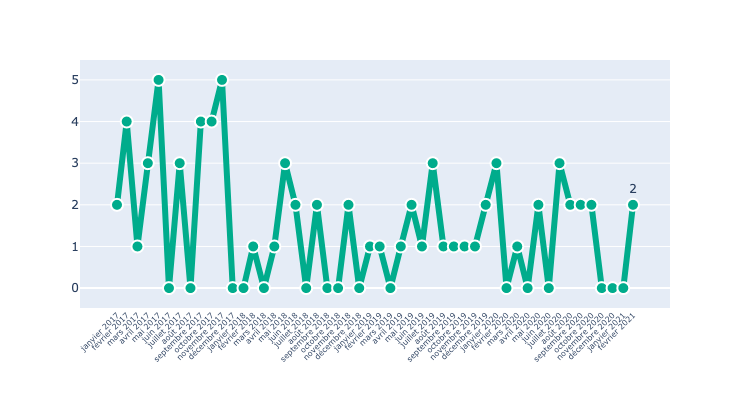 5
4
3
2
1
0
2
janvier 2017
février 2017
mars 2017
avril 2017
mai 2017
juin 2017
juillet 2017
août 2017
septembre 2017
octobre 2017
novembre 2017
décembre 2017
janvier 2018
février 2018
mars 2018
avril 2018
mai 2018
juin 2018
juillet 2018
août 2018
septembre 2018
octobre 2018
novembre 2018
décembre 2018
janvier 2019
février 2019
mars 2019
avril 2019
mai 2019
juin 2019
juillet 2019
août 2019
septembre 2019
octobre 2019
novembre 2019
décembre 2019
janvier 2020
février 2020
mars 2020
avril 2020
mai 2020
juin 2020
juillet 2020
août 2020
septembre 2020
octobre 2020
novembre 2020
décembre 2020
janvier 2021
février 2021